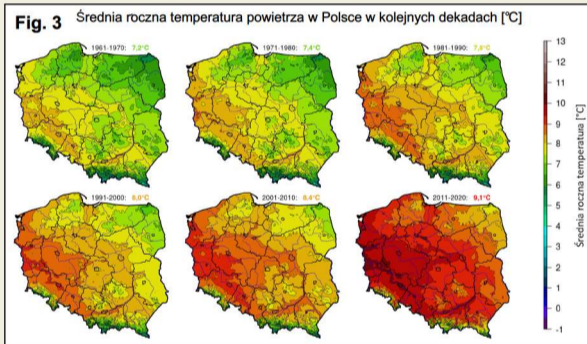 Fig. 3 Średnia roczna temperatura powietrza w Polsce w kolejnych dekadach [°C]
1961-1970: 7,2°C
1971-1980: 7,4°C
1981-1990: 7,8°C
1991-2000: 8,0°C
2001-2010: 8,4°C
2011-2020: 9,1°C
13
12
11
10
9
8
7
6
5
4
3
2
1
0
-1
Średnia roczna temperatura [°C]